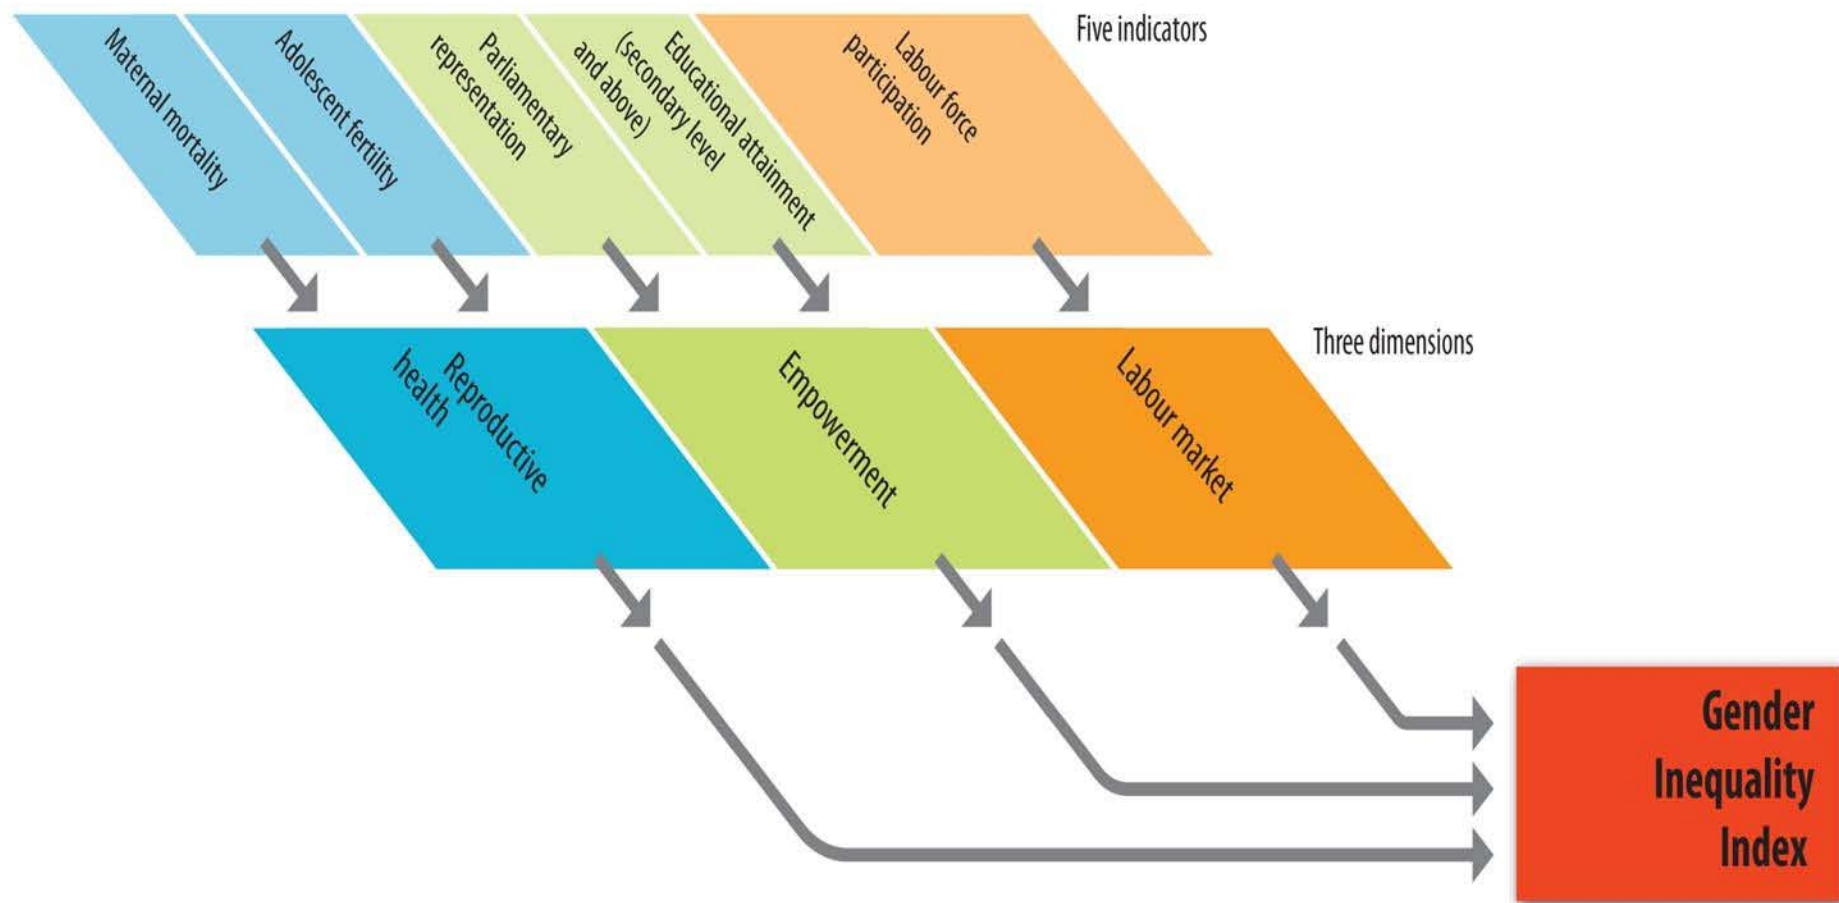 Maternal mortality
Adolescent fertility
Parliamentary
representation
Educational attainment
(secondary level
and above)
Labour force
participation
Five indicators
Reproductive
health
Empowerment
Labour market
Three dimensions
Gender
Inequality
Index